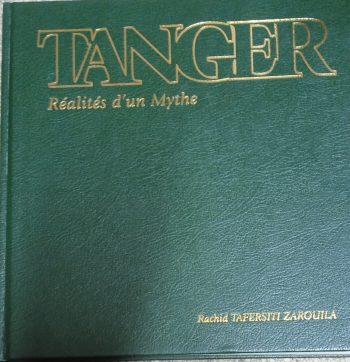 TANGER
Réalités d'un Mythe
Rachid TAFERSITI ZAROUILA